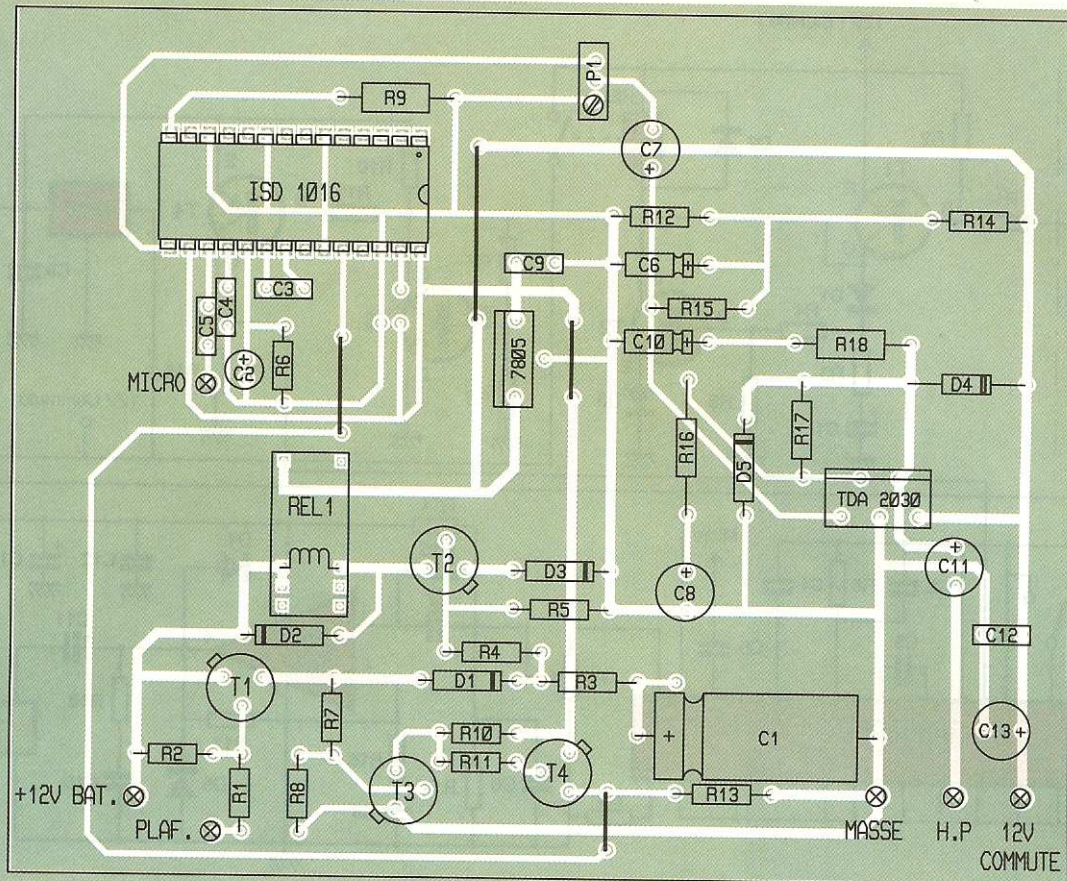 P1
R9
C7
+
ISD 1016
R12
R14
C9
C6
+
C3
R15
C5
C4
7805
C10
+
R18
+
C2
R6
MICRO
D4
R16
D5
R17
TDA 2030
REL1
T2
+
C11
D3
+
C8
R5
D2
C12
R4
T1
D1
R3
R7
R10
R2
R11
+
C1
C13
+
T4
T3
R13
+12V BAT.
R1
R8
PLAF.
MASSE
H.P
12V
COMMUTE